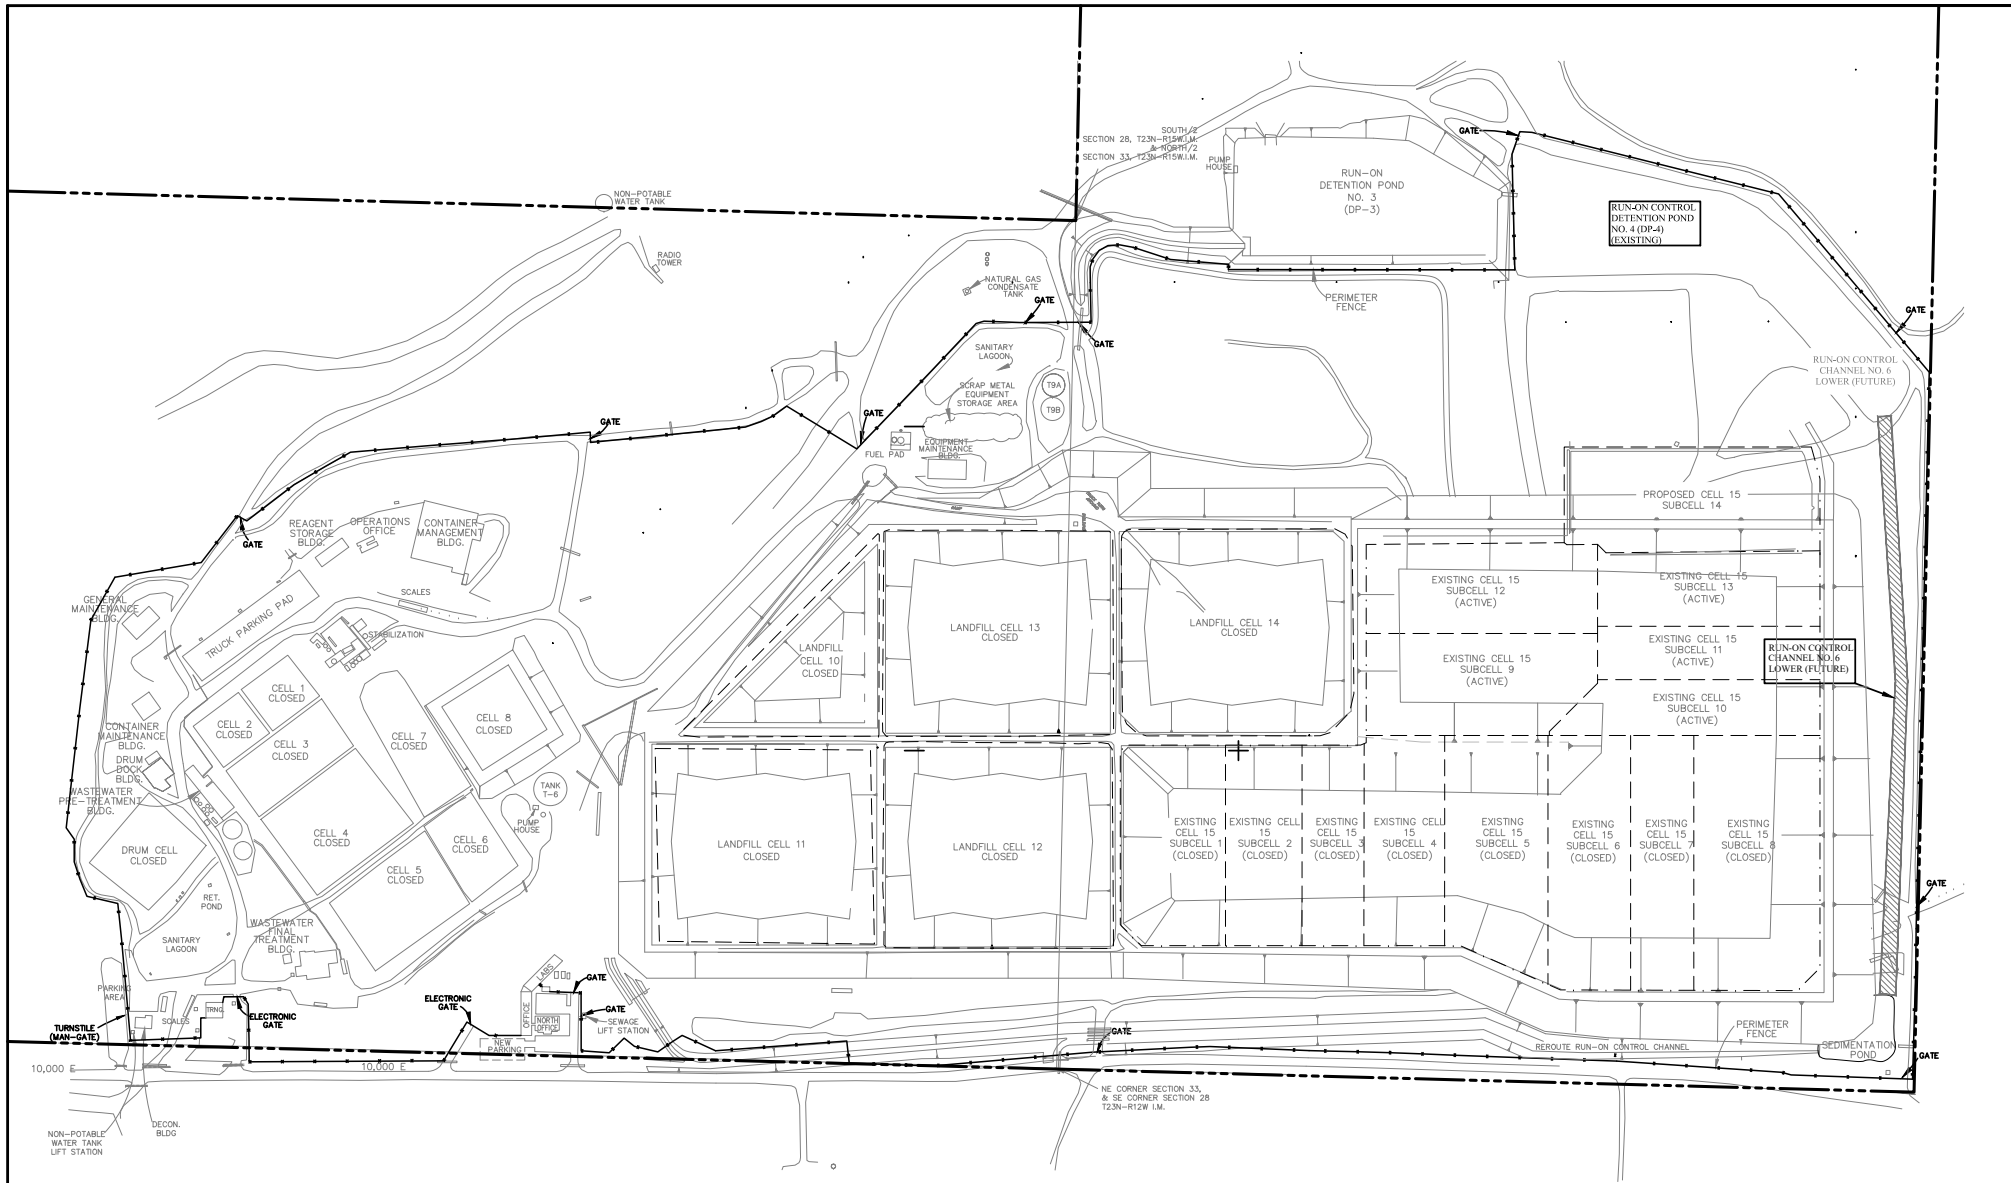 SOUTH/2
SECTION 28, T23N-R15W.I.M.
& NORTH/2
SECTION 33, T23N-R15W.I.M.
PUMP
HOUSE
RUN-ON
DETENTION POND
NO. 3
(DP-3)
GATE
RUN-ON CONTROL
DETENTION POND
NO. 4 (DP-4)
(EXISTING)
NON-POTABLE
WATER TANK
RADIO
TOWER
NATURAL GAS
CONDENSATE
TANK
GATE
GATE
PERIMETER
FENCE
GATE
RUN-ON CONTROL
CHANNEL NO. 6
LOWER (FUTURE)
SANITARY
LAGOON
SCRAP METAL
EQUIPMENT
STORAGE AREA
T9A
T9B
GATE
GATE
FUEL PAD
EQUIPMENT
MAINTENANCE
BLDG.
PROPOSED CELL 15
SUBCELL 14
REAGENT
STORAGE
BLDG.
OPERATIONS
OFFICE
CONTAINER
MANAGEMENT
BLDG.
GATE
GENERAL
MAINTENANCE
BLDG.
TRUCK PARKING PAD
SCALES
STABILIZATION
LANDFILL
CELL 10
CLOSED
LANDFILL CELL 13
CLOSED
LANDFILL CELL 14
CLOSED
EXISTING CELL 15
SUBCELL 12
(ACTIVE)
EXISTING CELL 15
SUBCELL 13
(ACTIVE)
EXISTING CELL 15
SUBCELL 11
(ACTIVE)
EXISTING CELL 15
SUBCELL 9
(ACTIVE)
EXISTING CELL 15
SUBCELL 10
(ACTIVE)
RUN-ON CONTROL
CHANNEL NO. 6
LOWER (FUTURE)
CELL 1
CLOSED
CELL 2
CLOSED
CELL 3
CLOSED
CELL 7
CLOSED
CELL 8
CLOSED
CONTAINER
MAINTENANCE
BLDG.
DRUM
DOCK
BLDG.
WASTEWATER
PRE-TREATMENT
BLDG.
TANK
T-6
PUMP
HOUSE
CELL 4
CLOSED
CELL 6
CLOSED
CELL 5
CLOSED
DRUM CELL
CLOSED
LANDFILL CELL 11
CLOSED
LANDFILL CELL 12
CLOSED
EXISTING
CELL 15
SUBCELL 1
(CLOSED)
EXISTING CELL
15
SUBCELL 2
(CLOSED)
EXISTING
CELL 15
SUBCELL 3
(CLOSED)
EXISTING CELL
15
SUBCELL 4
(CLOSED)
EXISTING
CELL 15
SUBCELL 5
(CLOSED)
EXISTING
CELL 15
SUBCELL 6
(CLOSED)
EXISTING
CELL 15
SUBCELL 7
(CLOSED)
EXISTING
CELL 15
SUBCELL 8
(CLOSED)
GATE
RET.
POND
WASTEWATER
FINAL
TREATMENT
BLDG.
SANITARY
LAGOON
PARKING
AREA
SCALES
TRNG.
ELECTRONIC
GATE
TURNSTILE
(MAN-GATE)
ELECTRONIC
GATE
LABS
OFFICE
NORTH
OFFICE
NEW
PARKING
GATE
GATE
SEWAGE
LIFT STATION
GATE
REROUTE RUN-ON CONTROL CHANNEL
PERIMETER
FENCE
SEDIMENTATION
POND
GATE
10,000 E
10,000 E
NE CORNER SECTION 33,
& SE CORNER SECTION 28
T23N-R12W I.M.
DECON.
BLDG
NON-POTABLE
WATER TANK
LIFT STATION